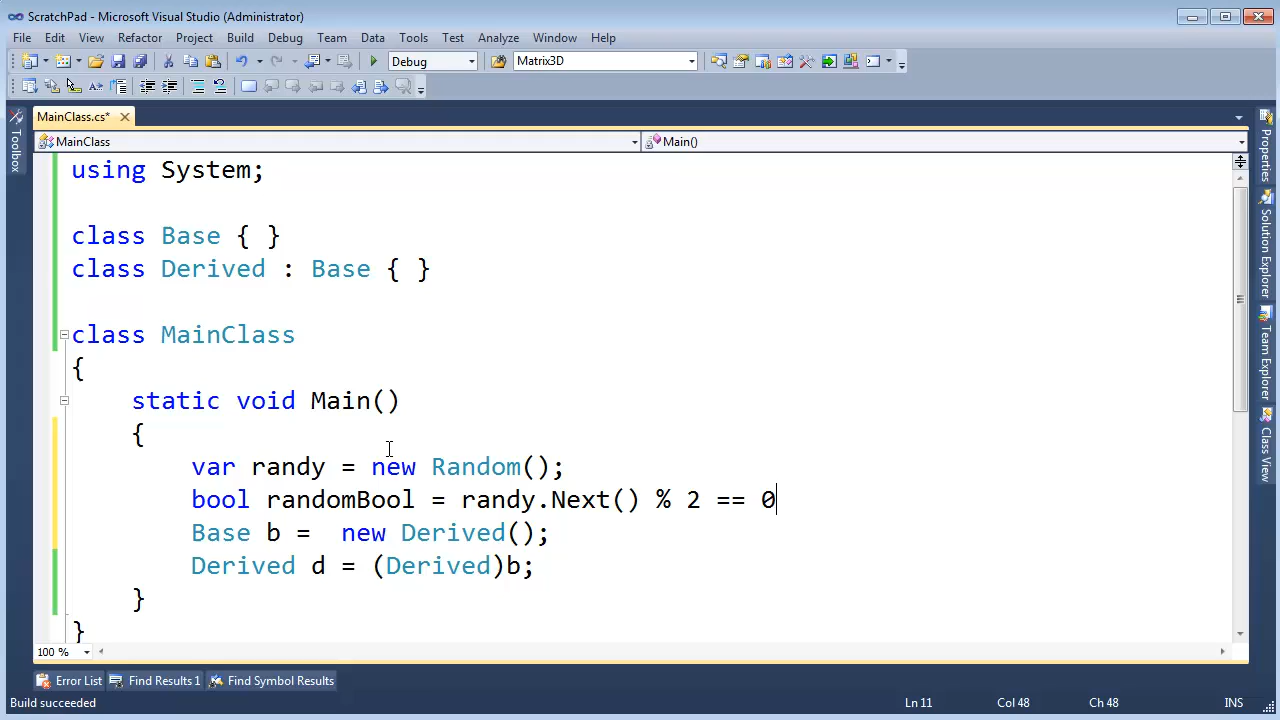 ScratchPad - Microsoft Visual Studio (Administrator)
File Edit View Refactor Project Build Debug Team Data Tools Test Analyze Window Help
Debug Matrix3D
MainClass.cs*
MainClass Main()
using System;
class Base { }
class Derived : Base { }
class MainClass
{
static void Main()
{
var randy = new Random();
bool randomBool = randy.Next() % 2 == 0
Base b =  new Derived();
Derived d = (Derived)b;
}
}
100 %
Toolbox
Properties
Solution Explorer
Team Explorer
Class View
Error List Find Results 1 Find Symbol Results
Build succeeded Ln 11 Col 48 Ch 48 INS